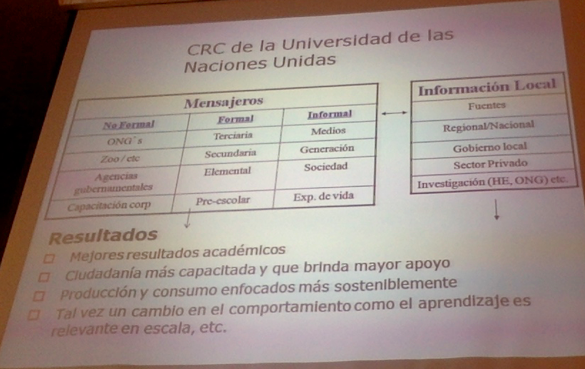 CRC de la Universidad de las
Naciones Unidas
Mensajeros
No Formal Formal Informal
ONG´s Terciaria Medios
Zoo / etc Secundaria Generación
Agencias
gubernamentales Elemental Sociedad
Capacitación corp Pre-escolar Exp. de vida
Información Local
Fuentes
Regional/Nacional
Gobierno local
Sector Privado
Investigación (HE, ONG) etc.
Resultados
Mejores resultados académicos
Ciudadanía más capacitada y que brinda mayor apoyo
Producción y consumo enfocados más sosteniblemente
Tal vez un cambio en el comportamiento como el aprendizaje es
relevante en escala, etc.